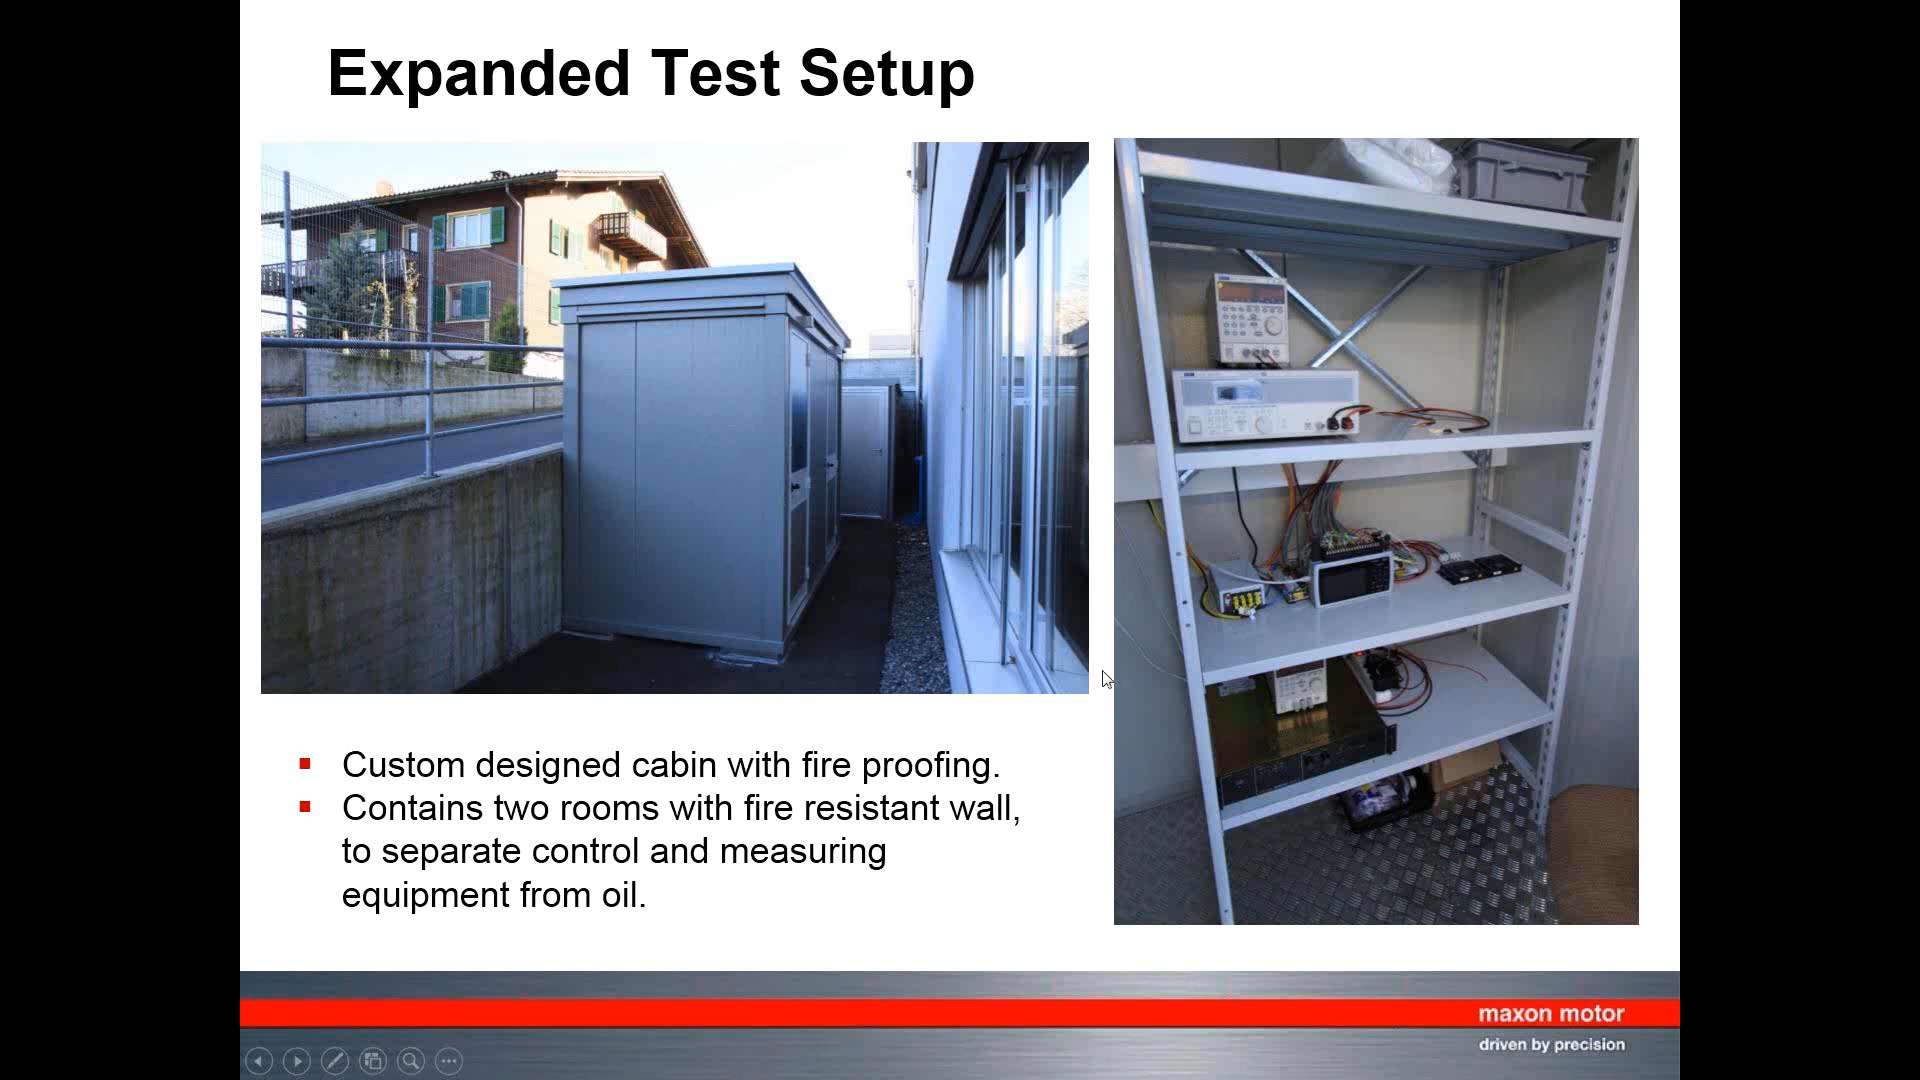 Expanded Test Setup
Custom designed cabin with fire proofing.
Contains two rooms with fire resistant wall,
to separate control and measuring
equipment from oil.
maxon motor
driven by precision